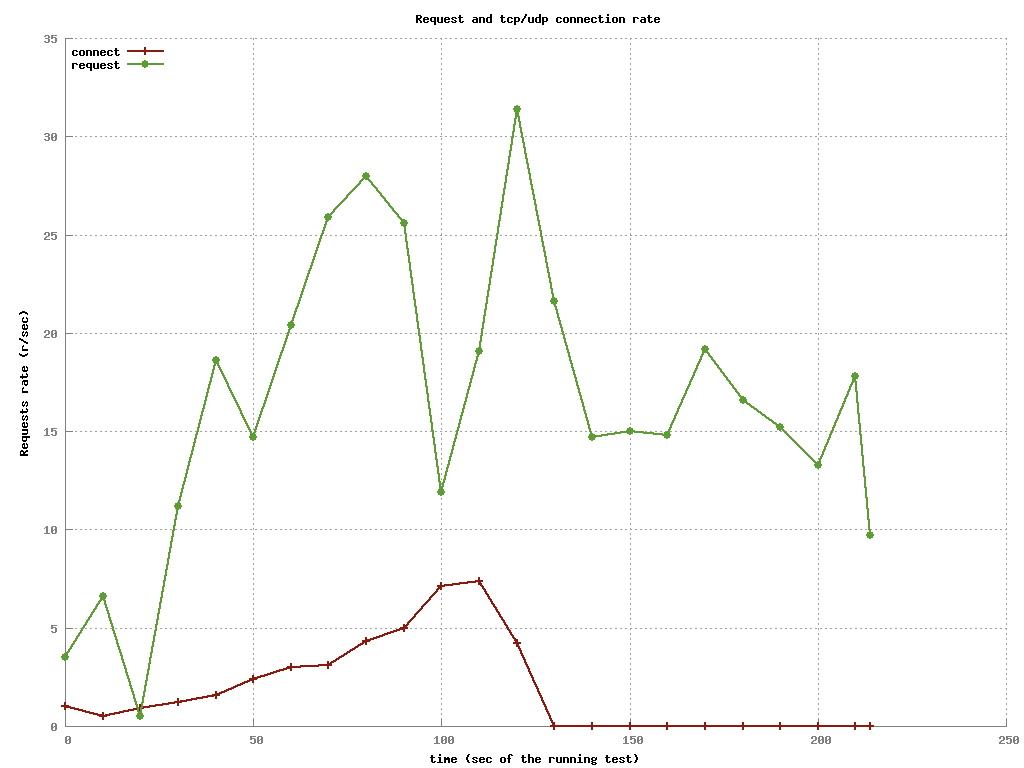 Request and tcp/udp connection rate
35
connect
request
30
25
20
15
10
5
0
Requests rate (r/sec)
0 50 100 150 200 250
time (sec of the running test)